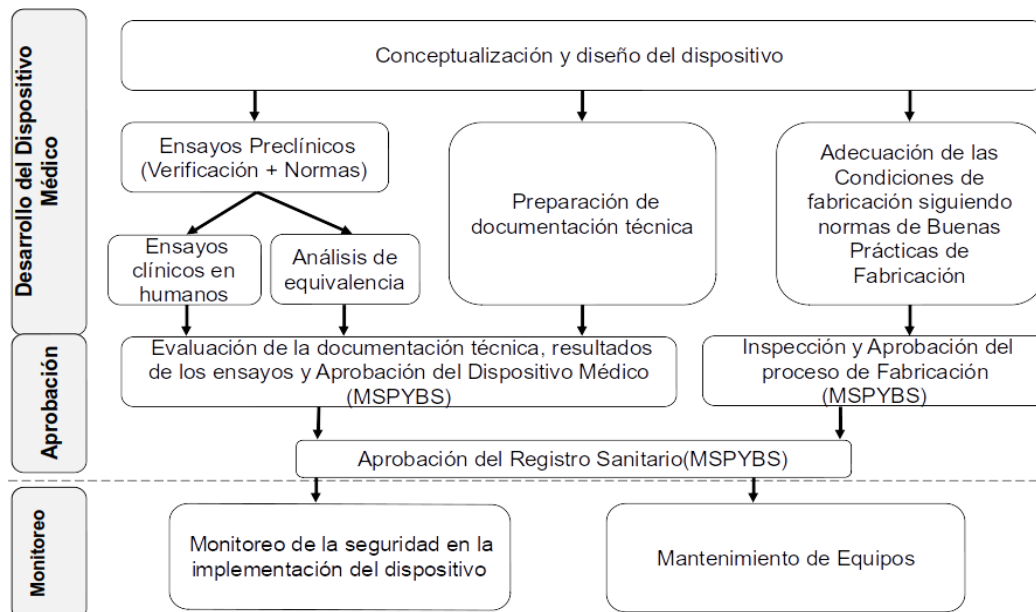 Desarrollo del Dispositivo
Médico
Conceptualización y diseño del dispositivo
Ensayos Preclínicos
(Verificación + Normas)
Ensayos
clínicos en
humanos
Análisis de
equivalencia
Preparación de
documentación técnica
Adecuación de las
Condiciones de
fabricación siguiendo
normas de Buenas
Prácticas de
Fabricación
Aprobación
Evaluación de la documentación técnica, resultados
de los ensayos y Aprobación del Dispositivo Médico
(MSPYBS)
Inspección y Aprobación del
proceso de Fabricación
(MSPYBS)
Aprobación del Registro Sanitario(MSPYBS)
Monitoreo
Monitoreo de la seguridad en la
implementación del dispositivo
Mantenimiento de Equipos